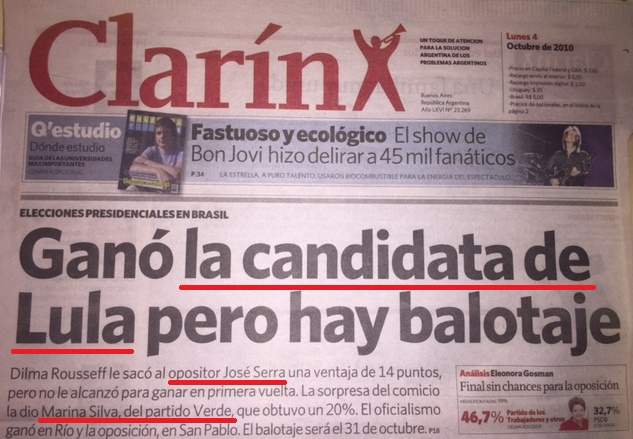 Clarín
UN TOQUE DE ATENCION
PARA LA SOLUCION
ARGENTINA DE LOS
PROBLEMAS ARGENTINOS
Buenos Aires
República Argentina
Año LXVI Nº 23.269
Lunes 4
Octubre de 2010
Q'estudio
Dónde estudio
GUIA DE LAS UNIVERSIDADES
MAS IMPORTANTES
Fastuoso y ecológico El show de
Bon Jovi hizo delirar a 45 mil fanáticos
P.34 LA ESTRELLA, A PURO TALENTO. USARON BIOCOMBUSTIBLE PARA LA ENERGIA DEL ESPECTACULO.
ELECCIONES PRESIDENCIALES EN BRASIL
Ganó la candidata de
Lula pero hay balotaje
Dilma Rousseff le sacó al opositor José Serra una ventaja de 14 puntos,
pero no le alcanzó para ganar en primera vuelta. La sorpresa del comicio
la dio Marina Silva, del partido Verde, que obtuvo un 20%. El oficialismo
ganó en Río y la oposición, en San Pablo. El balotaje será el 31 de octubre. P18
Análisis Eleonora Gosman
Final sin chances para la oposición
46,7% Partido de los
Trabajadores y otros
32,7%
PSDB